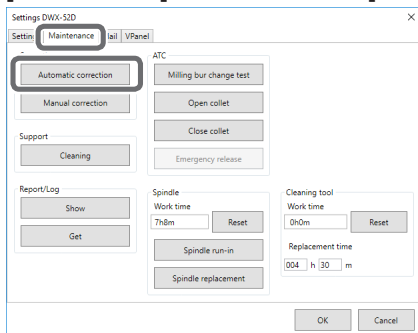 Settings DWX-52D
Maintenance
VPanel
Automatic correction
Manual correction
Support
Cleaning
Report/Log
Show
Get
ATC
Milling bur change test
Open collet
Close collet
Emergency release
Spindle
Work time
7h8m
Reset
Spindle run-in
Spindle replacement
Cleaning tool
Work time
0h0m
Reset
Replacement time
004 h 30 m
OK
Cancel